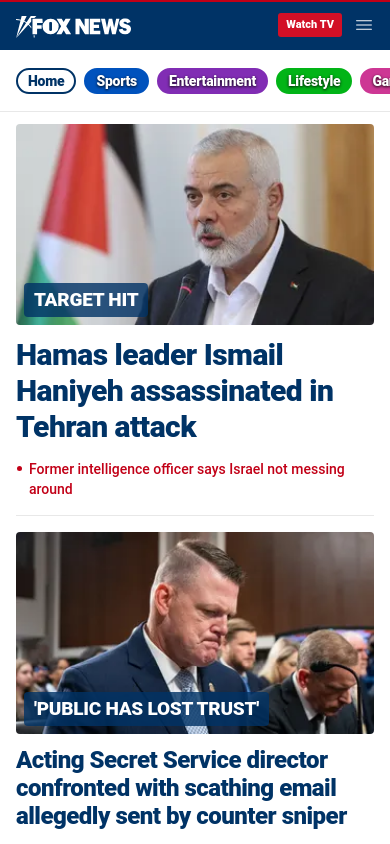 FOX NEWS
Watch TV
Home
Sports
Entertainment
Lifestyle
TARGET HIT
Hamas leader Ismail
Haniyeh assassinated in
Tehran attack
Former intelligence officer says Israel not messing
around
'PUBLIC HAS LOST TRUST'
Acting Secret Service director
confronted with scathing email
allegedly sent by counter sniper